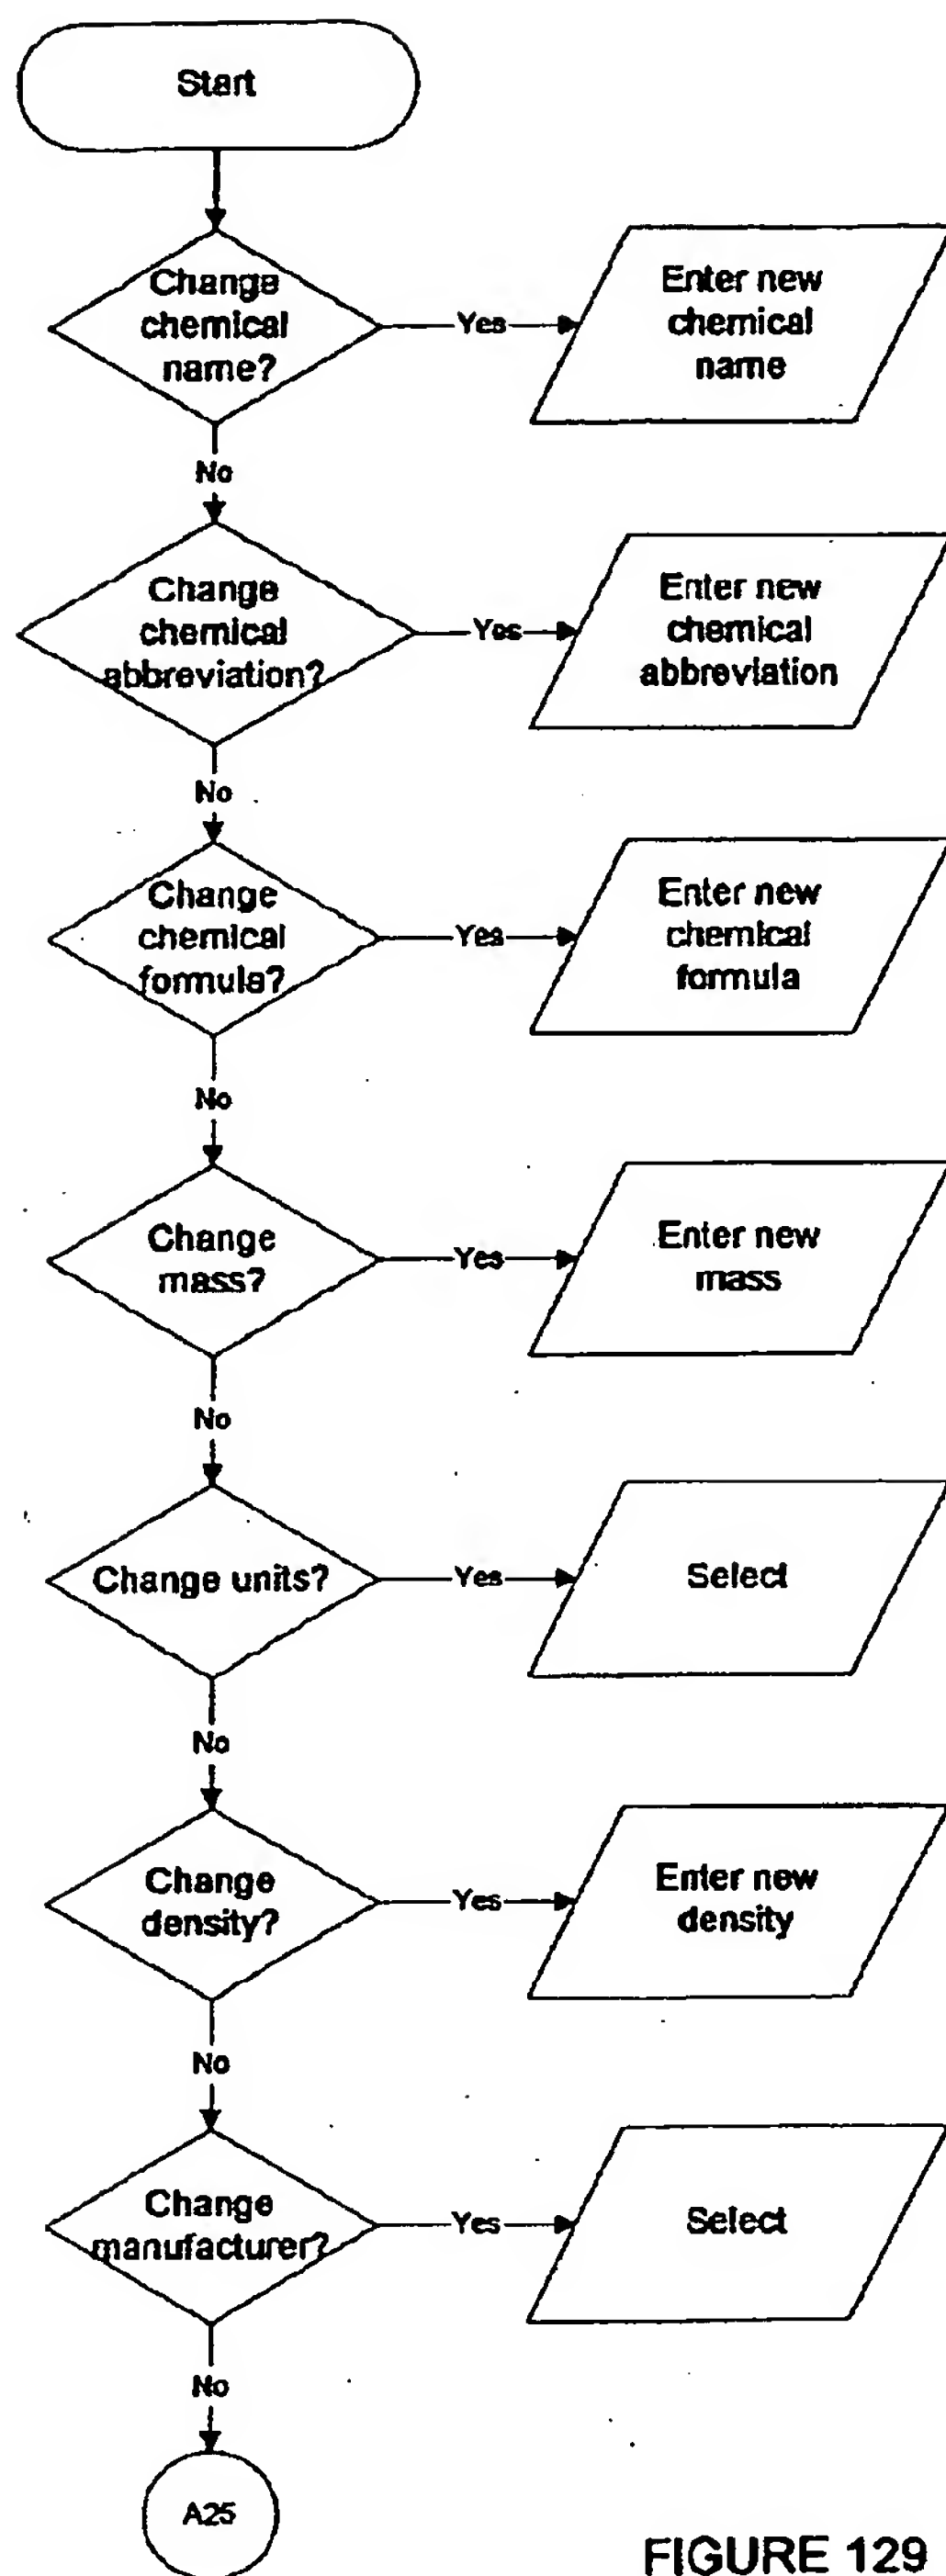 Start
Change
chemical
name?
Yes
Enter new
chemical
name
No
Change
chemical
abbreviation?
Yes
Enter new
chemical
abbreviation
No
Change
chemical
formula?
Yes
Enter new
chemical
formula
No
Change
mass?
Yes
Enter new
mass
No
Change units?
Yes
Select
No
Change
density?
Yes
Enter new
density
No
Change
manufacturer?
Yes
Select
No
A25
FIGURE 129